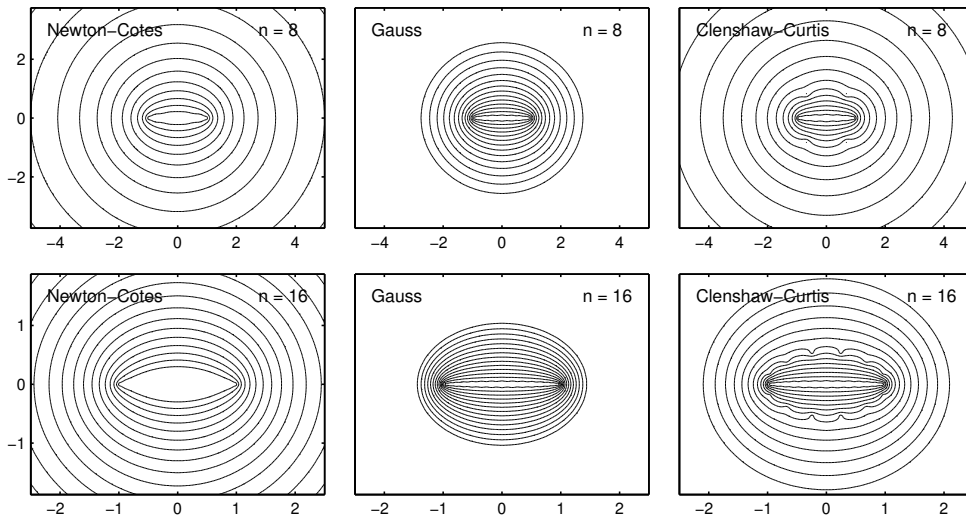 Newton−Cotes n = 8
Gauss n = 8
Clenshaw−Curtis n = 8
2
0
−2
−4 −2 0 2 4
−4 −2 0 2 4
−4 −2 0 2 4
Newton−Cotes n = 16
Gauss n = 16
Clenshaw−Curtis n = 16
1
0
−1
−2 −1 0 1 2
−2 −1 0 1 2
−2 −1 0 1 2